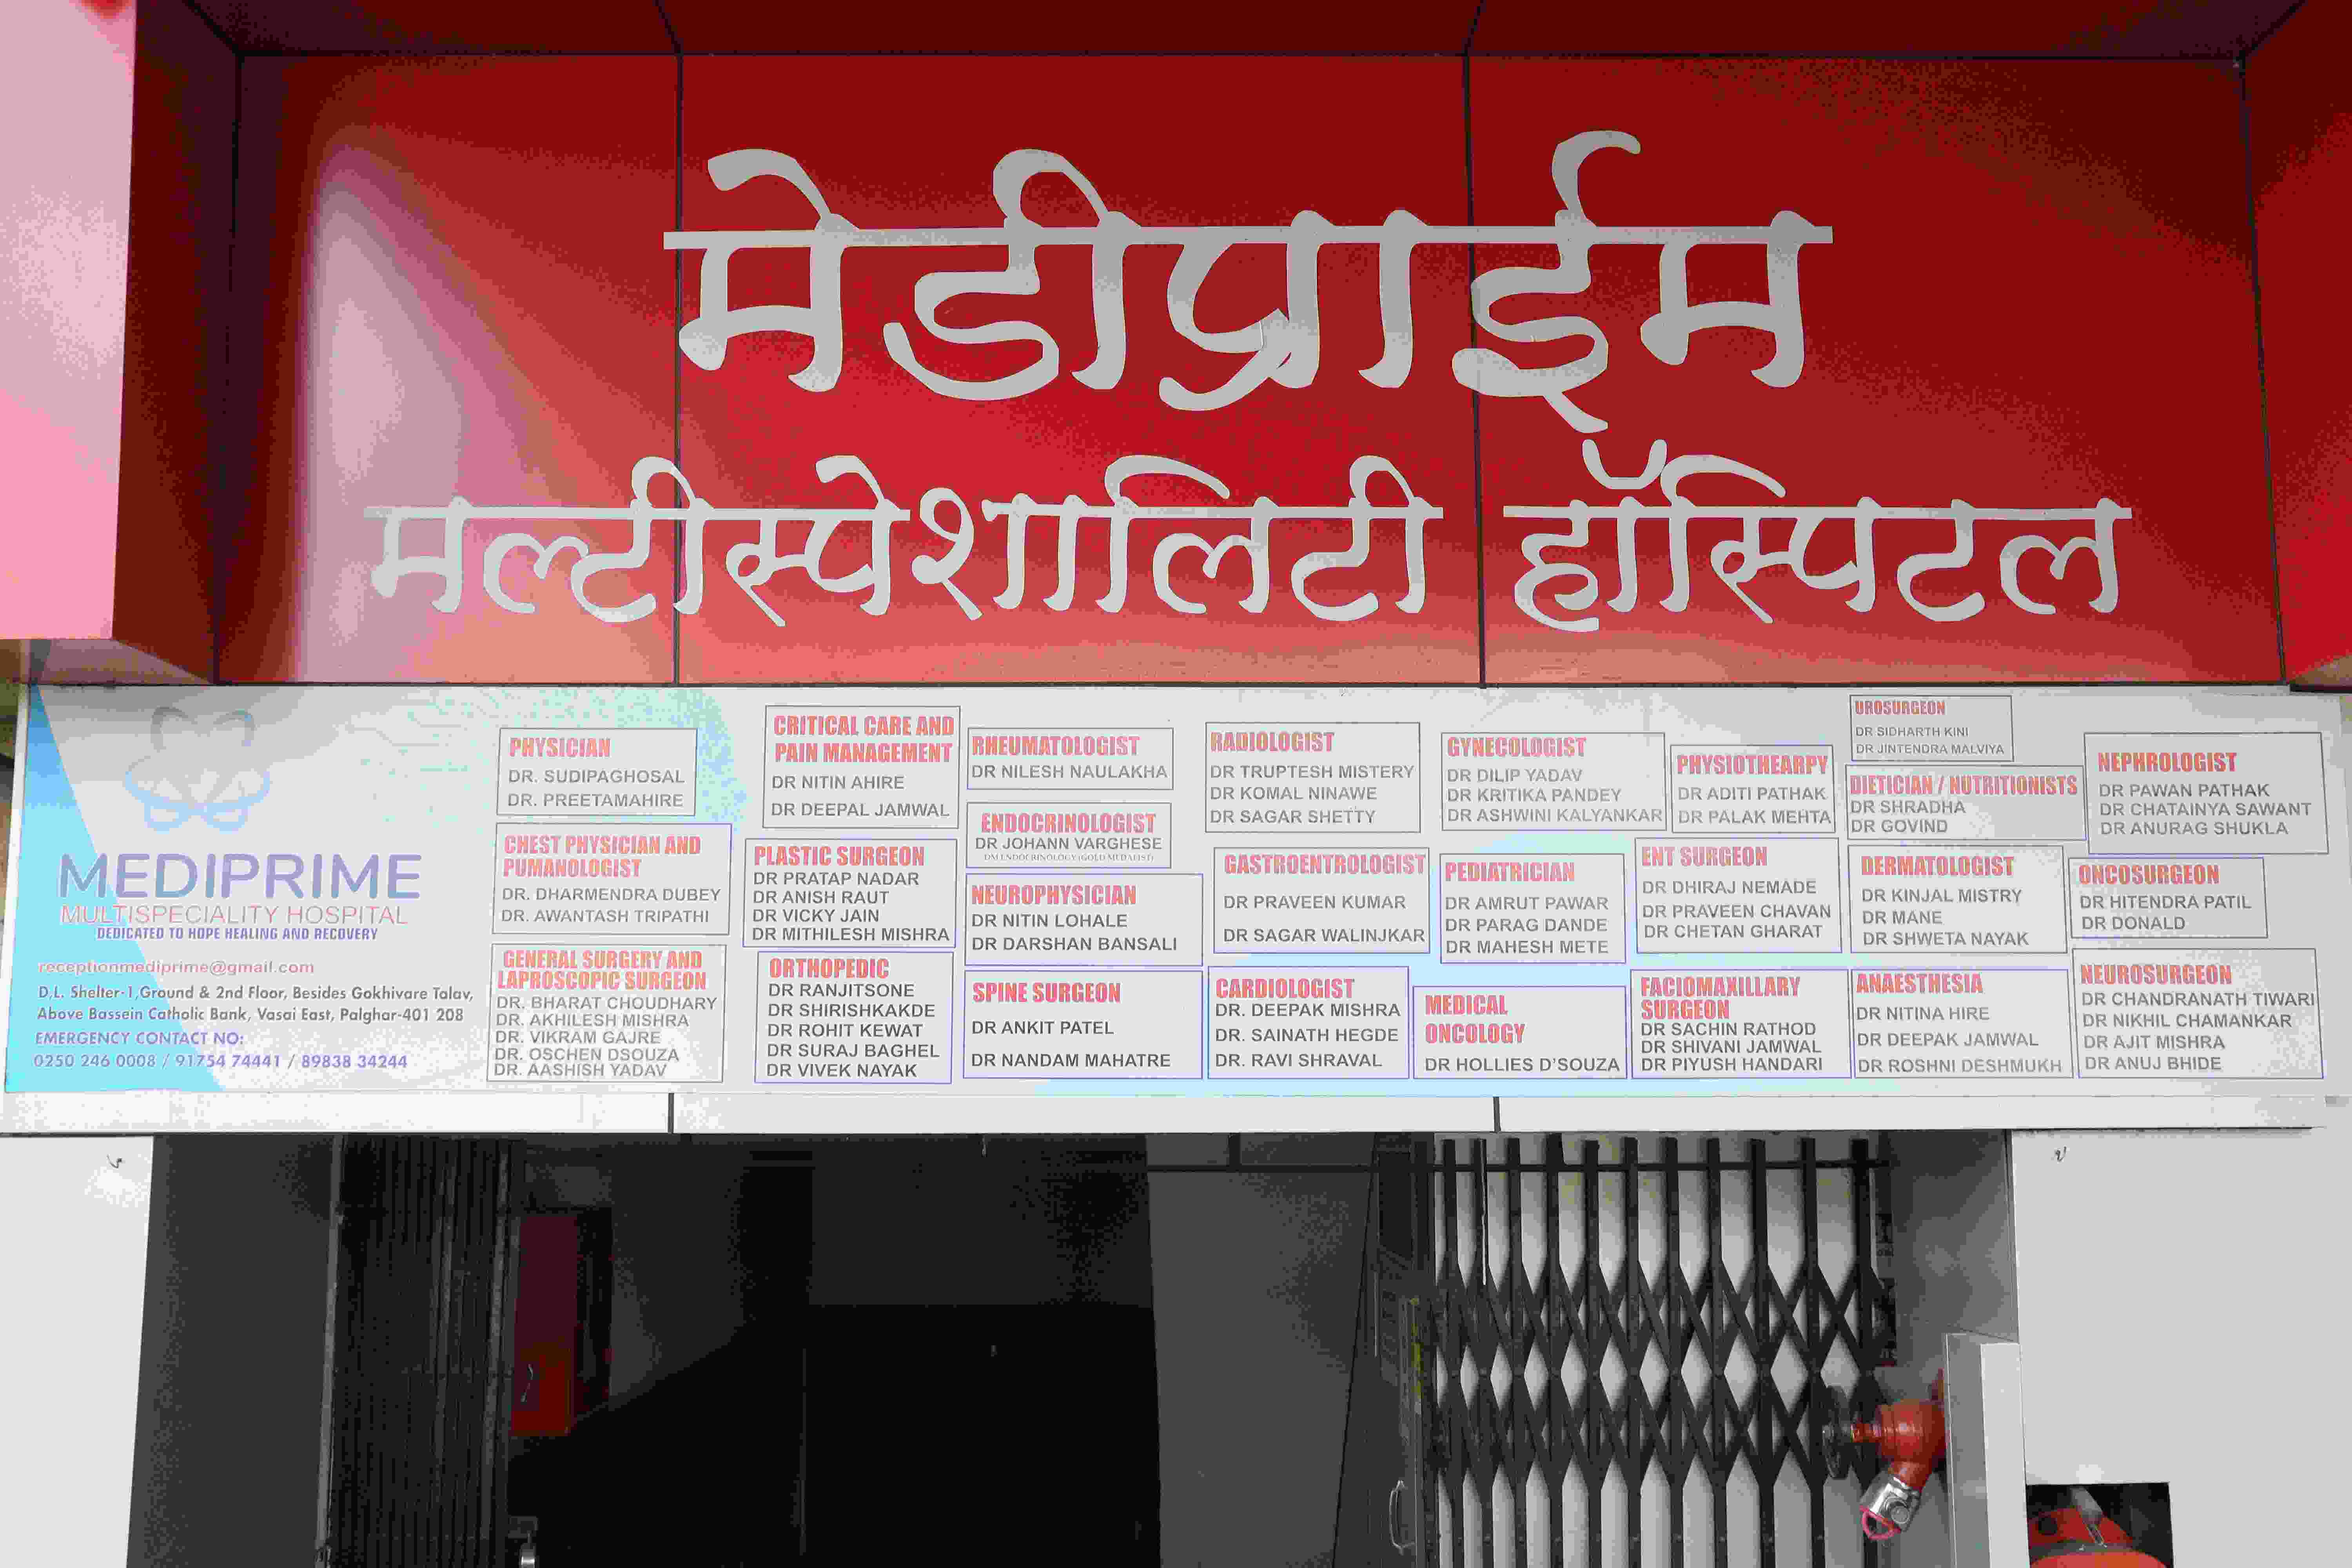 मेडीप्राईम
मल्टीस्पेशालिटी हॉस्पिटल
MEDIPRIME
MULTISPECIALITY HOSPITAL
DEDICATED TO HOPE HEALING AND RECOVERY
receptionmediprime@gmail.com
D.L. Shelter-1,Ground & 2nd Floor, Besides Gokhivare Talav,
Above Bassein Catholic Bank, Vasai East, Palghar-401 208
EMERGENCY CONTACT NO:
0250 246 0008 / 91754 74441 / 89838 34244
PHYSICIAN
DR. SUDIPAGHOSAL
DR. PREETAMAHIRE
CHEST PHYSICIAN AND
PUMANOLOGIST
DR. DHARMENDRA DUBEY
DR. AWANTASH TRIPATHI
GENERAL SURGERY AND
LAPROSCOPIC SURGEON
DR. BHARAT CHOUDHARY
DR. AKHILESH MISHRA
DR. VIKRAM GAJRE
DR. OSCHEN DSOUZA
DR. AASHISH YADAV
CRITICAL CARE AND
PAIN MANAGEMENT
DR NITIN AHIRE
DR DEEPAL JAMWAL
PLASTIC SURGEON
DR PRATAP NADAR
DR ANISH RAUT
DR VICKY JAIN
DR MITHILESH MISHRA
ORTHOPEDIC
DR RANJITSONE
DR SHIRISHKAKDE
DR ROHIT KEWAT
DR SURAJ BAGHEL
DR VIVEK NAYAK
RHEUMATOLOGIST
DR NILESH NAULAKHA
ENDOCRINOLOGIST
DR JOHANN VARGHESE
DM ENDOCRINOLOGY (GOLD MEDALIST)
NEUROPHYSICIAN
DR NITIN LOHALE
DR DARSHAN BANSALI
SPINE SURGEON
DR ANKIT PATEL
DR NANDAM MAHATRE
RADIOLOGIST
DR TRUPTESH MISTERY
DR KOMAL NINAWE
DR SAGAR SHETTY
GASTROENTROLOGIST
DR PRAVEEN KUMAR
DR SAGAR WALINJKAR
CARDIOLOGIST
DR. DEEPAK MISHRA
DR. SAINATH HEGDE
DR. RAVI SHRAVAL
GYNECOLOGIST
DR DILIP YADAV
DR KRITIKA PANDEY
DR ASHWINI KALYANKAR
PEDIATRICIAN
DR AMRUT PAWAR
DR PARAG DANDE
DR MAHESH METE
MEDICAL
ONCOLOGY
DR HOLLIES D'SOUZA
PHYSIOTHEARPY
DR ADITI PATHAK
DR PALAK MEHTA
ENT SURGEON
DR DHIRAJ NEMADE
DR PRAVEEN CHAVAN
DR CHETAN GHARAT
FACIOMAXILLARY
SURGEON
DR SACHIN RATHOD
DR SHIVANI JAMWAL
DR PIYUSH HANDARI
UROSURGEON
DR SIDHARTH KINI
DR JINTENDRA MALVIYA
DIETICIAN / NUTRITIONISTS
DR SHRADHA
DR GOVIND
DERMATOLOGIST
DR KINJAL MISTRY
DR MANE
DR SHWETA NAYAK
ANAESTHESIA
DR NITINA HIRE
DR DEEPAK JAMWAL
DR ROSHNI DESHMUKH
NEPHROLOGIST
DR PAWAN PATHAK
DR CHATAINYA SAWANT
DR ANURAG SHUKLA
ONCOSURGEON
DR HITENDRA PATIL
DR DONALD
NEUROSURGEON
DR CHANDRANATH TIWARI
DR NIKHIL CHAMANKAR
DR AJIT MISHRA
DR ANUJ BHIDE